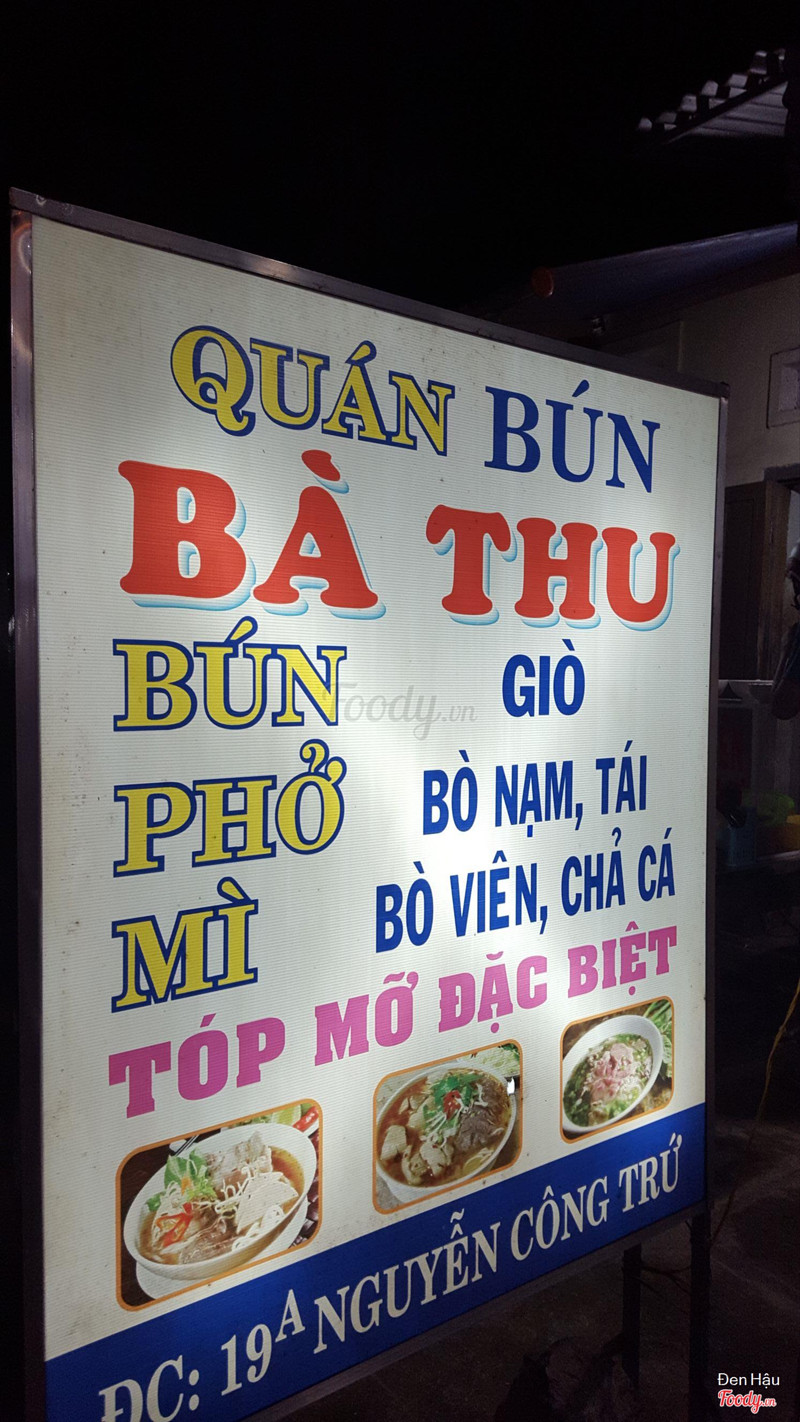 QUÁN BÚN
BÀ THU
BÚN GIÒ
PHỞ BÒ NẠM, TÁI
MÌ BÒ VIÊN, CHẢ CÁ
TÓP MỠ ĐẶC BIỆT
ĐC: 19A NGUYỄN CÔNG TRỨ
Foody.vn
Đen Hậu
Foody.vn